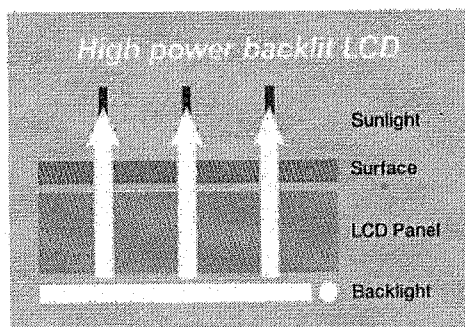 High power backlit LCD
Sunlight
Surface
LCD Panel
Backlight